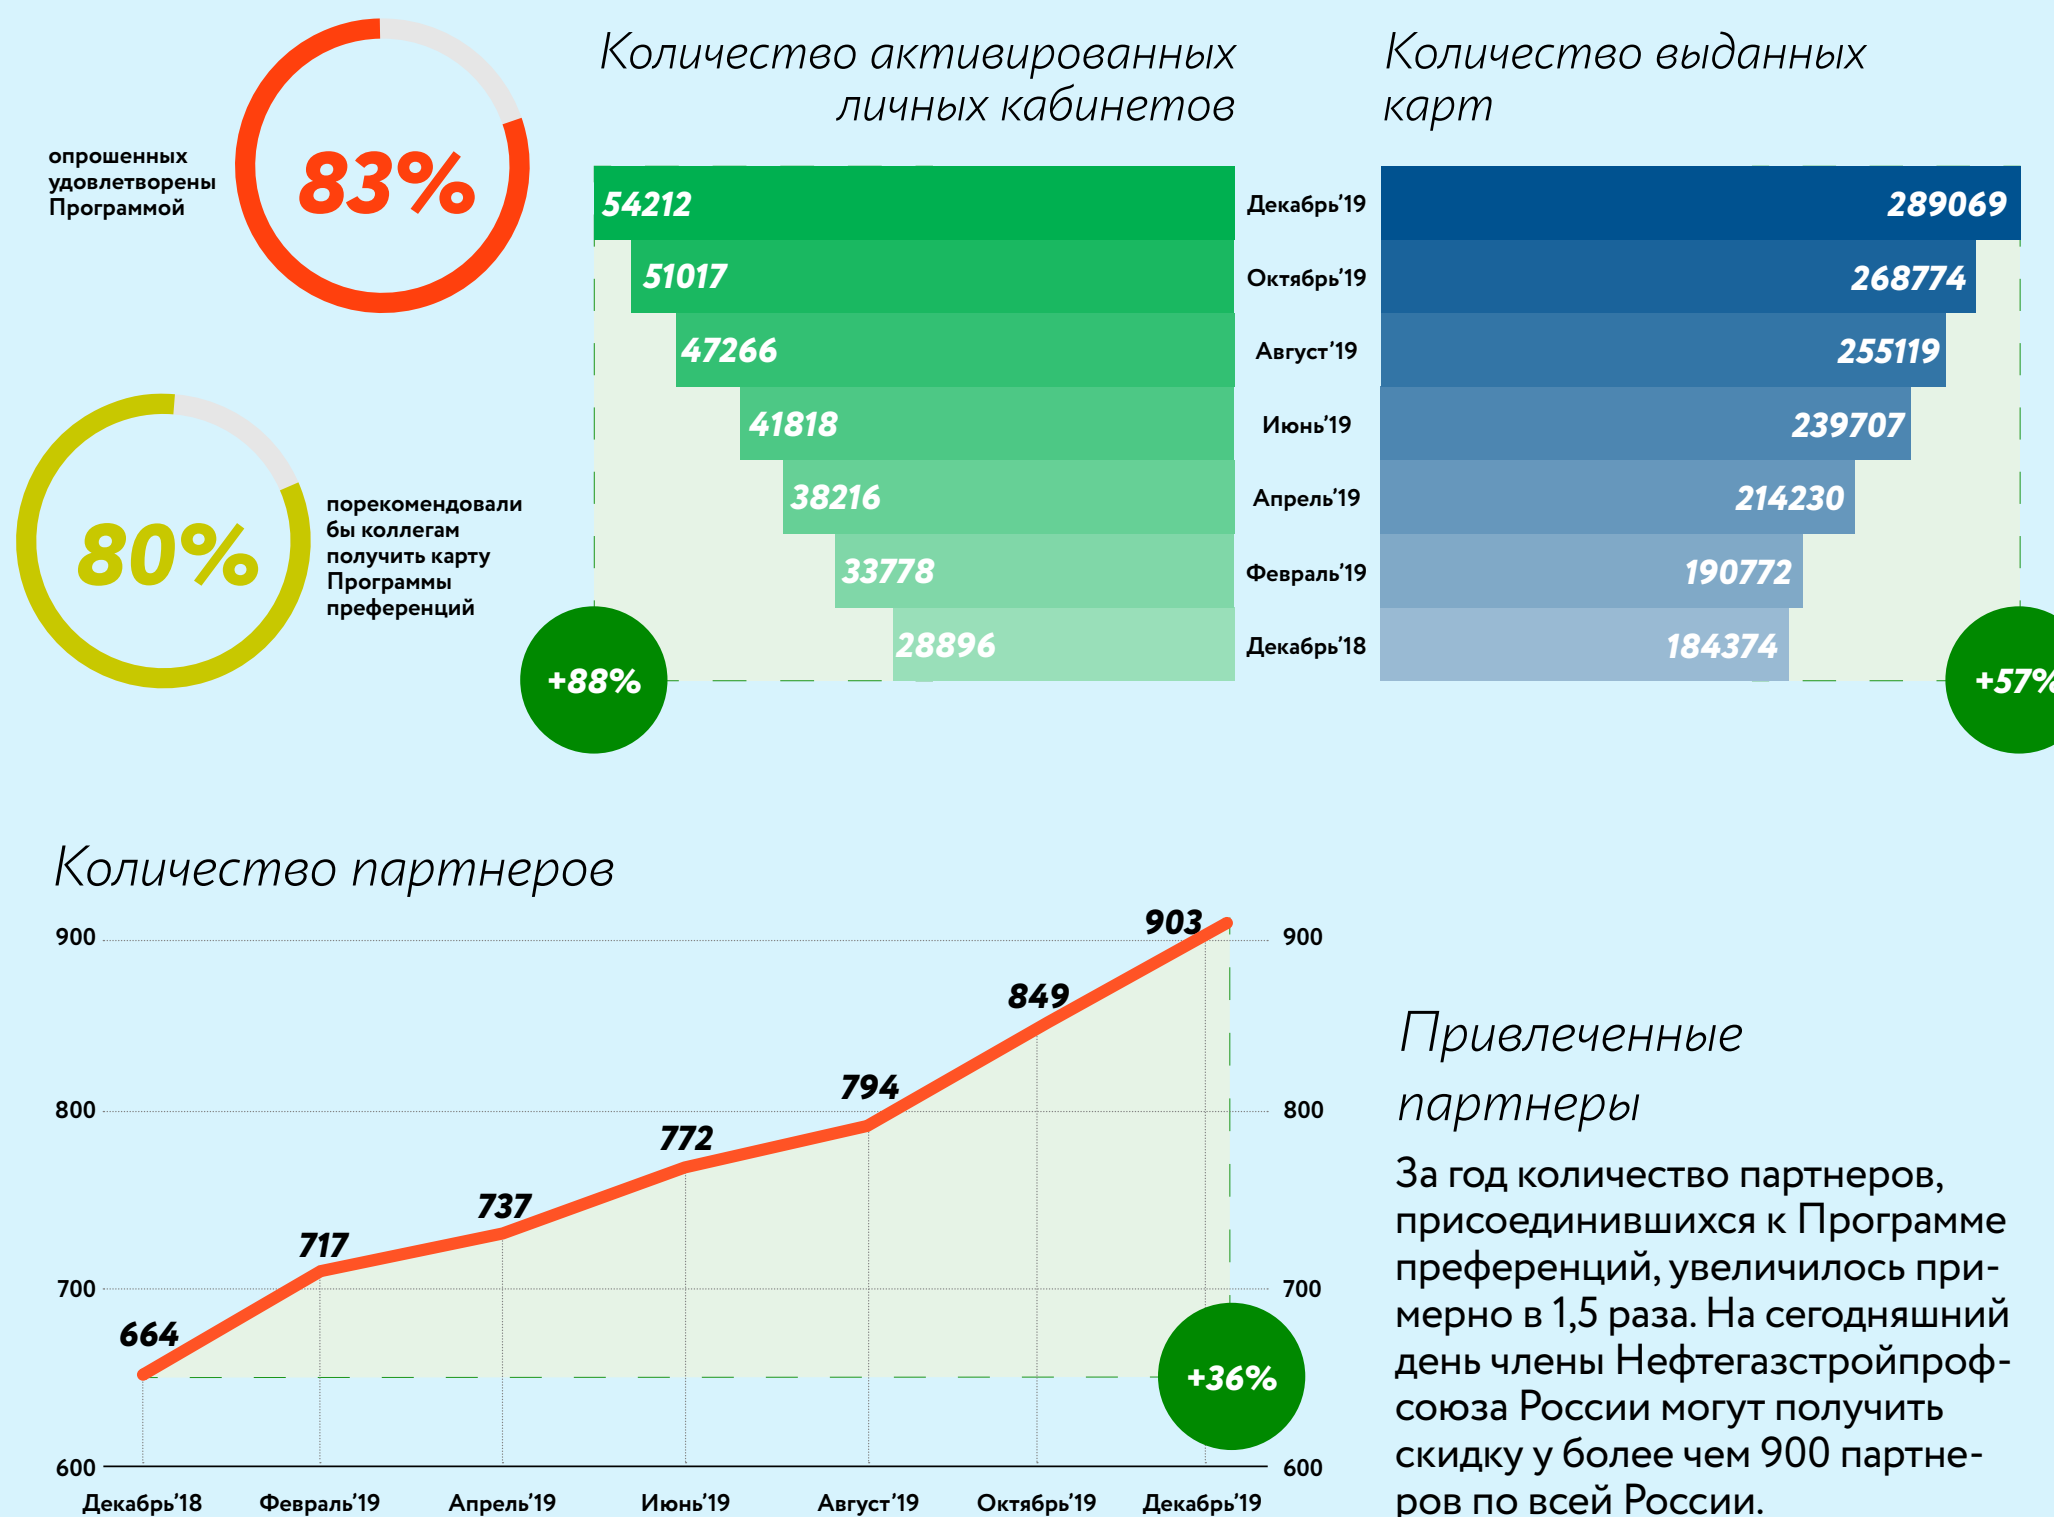 опрошенных
удовлетворены
Программой
83%
80%
порекомендовали
бы коллегам
получить карту
Программы
преференций
Количество активированных
личных кабинетов
Количество выданных
карт
54212 Декабрь’19 289069
51017 Октябрь’19 268774
47266 Август’19 255119
41818 Июнь’19 239707
38216 Апрель’19 214230
33778 Февраль’19 190772
28896 Декабрь’18 184374
+88%
+57%
Количество партнеров
900 903 900
849
800 794 800
772
737
717
700 700
664
+36%
600 600
Декабрь’18 Февраль’19 Апрель’19 Июнь’19 Август’19 Октябрь’19 Декабрь’19
Привлеченные
партнеры
За год количество партнеров,
присоединившихся к Программе
преференций, увеличилось при-
мерно в 1,5 раза. На сегодняшний
день члены Нефтегазстройпроф-
союза России могут получить
скидку у более чем 900 партне-
ров по всей России.